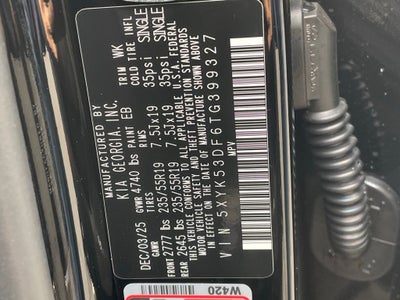 MANUFACTURED BY
KIA GEORGIA, INC.
DEC/03/25 PAINT EB TRIM WK
GAWR GVWR 4740 lbs
TIRES RIMS COLD TIRE INFL
FRONT 2777 lbs 235/55R19 7.5JX19 35psi SINGLE
REAR 2645 lbs 235/55R19 7.5JX19 35psi SINGLE
THIS VEHICLE CONFORMS TO ALL APPLICABLE U.S.A. FEDERAL
MOTOR VEHICLE SAFETY AND THEFT PREVENTION STANDARDS
IN EFFECT ON THE DATE OF MANUFACTURE SHOWN ABOVE.
VIN 5XYK53DF6TG399327
MPV
W420